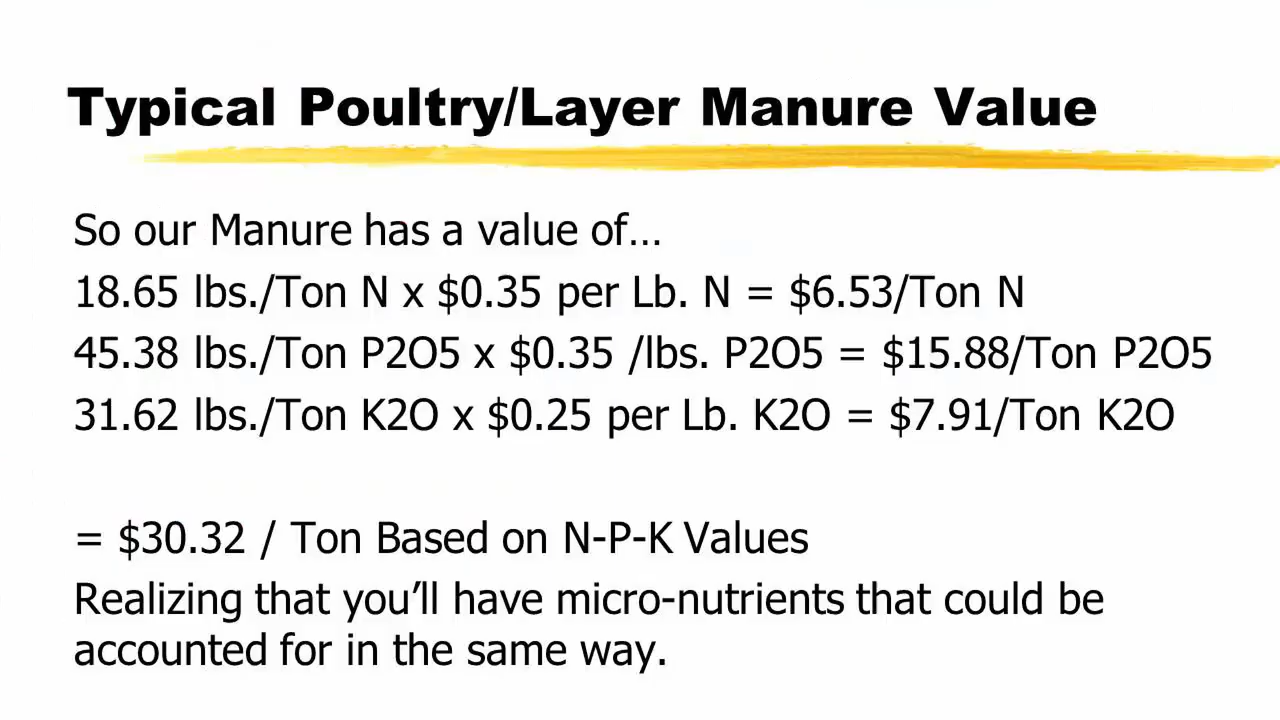 Typical Poultry/Layer Manure Value
So our Manure has a value of…
18.65 lbs./Ton N x $0.35 per Lb. N = $6.53/Ton N
45.38 lbs./Ton P2O5 x $0.35 /lbs. P2O5 = $15.88/Ton P2O5
31.62 lbs./Ton K2O x $0.25 per Lb. K2O = $7.91/Ton K2O
= $30.32 / Ton Based on N-P-K Values
Realizing that you’ll have micro-nutrients that could be
accounted for in the same way.